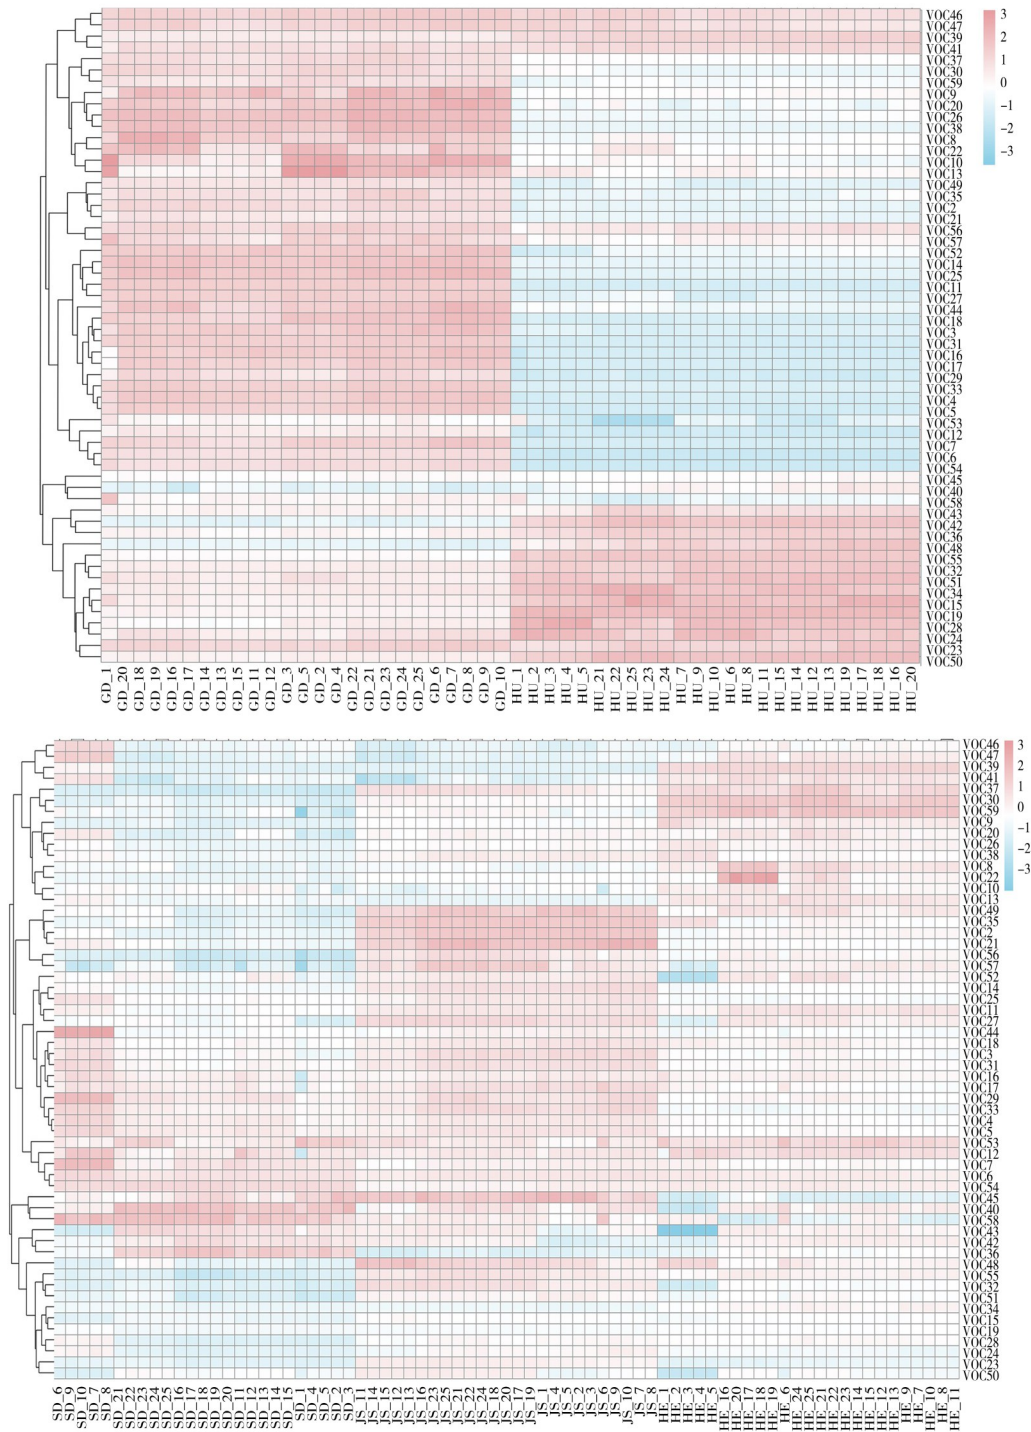 VOC46
VOC47
VOC39
VOC41
VOC37
VOC30
VOC59
VOC9
VOC20
VOC26
VOC38
VOC8
VOC22
VOC10
VOC13
VOC49
VOC35
VOC2
VOC21
VOC56
VOC57
VOC52
VOC14
VOC25
VOC11
VOC27
VOC44
VOC18
VOC3
VOC31
VOC16
VOC17
VOC29
VOC33
VOC4
VOC5
VOC53
VOC12
VOC7
VOC6
VOC54
VOC45
VOC40
VOC58
VOC43
VOC42
VOC36
VOC48
VOC55
VOC32
VOC51
VOC34
VOC15
VOC19
VOC28
VOC24
VOC23
VOC50
3
2
1
0
-1
-2
-3
GD_1
GD_20
GD_18
GD_19
GD_16
GD_17
GD_14
GD_13
GD_15
GD_11
GD_12
GD_3
GD_5
GD_2
GD_4
GD_22
GD_21
GD_23
GD_24
GD_25
GD_6
GD_7
GD_8
GD_9
GD_10
HU_1
HU_2
HU_3
HU_4
HU_5
HU_21
HU_22
HU_25
HU_23
HU_24
HU_7
HU_9
HU_10
HU_6
HU_8
HU_11
HU_15
HU_14
HU_12
HU_13
HU_19
HU_17
HU_18
HU_16
HU_20
VOC46
VOC47
VOC39
VOC41
VOC37
VOC30
VOC59
VOC9
VOC20
VOC26
VOC38
VOC8
VOC22
VOC10
VOC13
VOC49
VOC35
VOC2
VOC21
VOC56
VOC57
VOC52
VOC14
VOC25
VOC11
VOC27
VOC44
VOC18
VOC3
VOC31
VOC16
VOC17
VOC29
VOC33
VOC4
VOC5
VOC53
VOC12
VOC7
VOC6
VOC54
VOC45
VOC40
VOC58
VOC43
VOC42
VOC36
VOC48
VOC55
VOC32
VOC51
VOC34
VOC15
VOC19
VOC28
VOC24
VOC23
VOC50
3
2
1
0
-1
-2
-3
SD_6
SD_9
SD_10
SD_7
SD_8
SD_21
SD_22
SD_23
SD_24
SD_25
SD_16
SD_17
SD_18
SD_19
SD_20
SD_11
SD_12
SD_13
SD_14
SD_15
SD_1
SD_4
SD_5
SD_2
SD_3
JS_11
JS_14
JS_15
JS_12
JS_13
JS_16
JS_23
JS_25
JS_21
JS_22
JS_24
JS_18
JS_20
JS_17
JS_19
JS_1
JS_4
JS_5
JS_2
JS_3
JS_6
JS_9
JS_10
JS_7
JS_8
HE_1
HE_2
HE_3
HE_4
HE_5
HE_16
HE_20
HE_17
HE_18
HE_19
HE_6
HE_24
HE_25
HE_21
HE_22
HE_23
HE_14
HE_15
HE_12
HE_13
HE_9
HE_7
HE_10
HE_8
HE_11